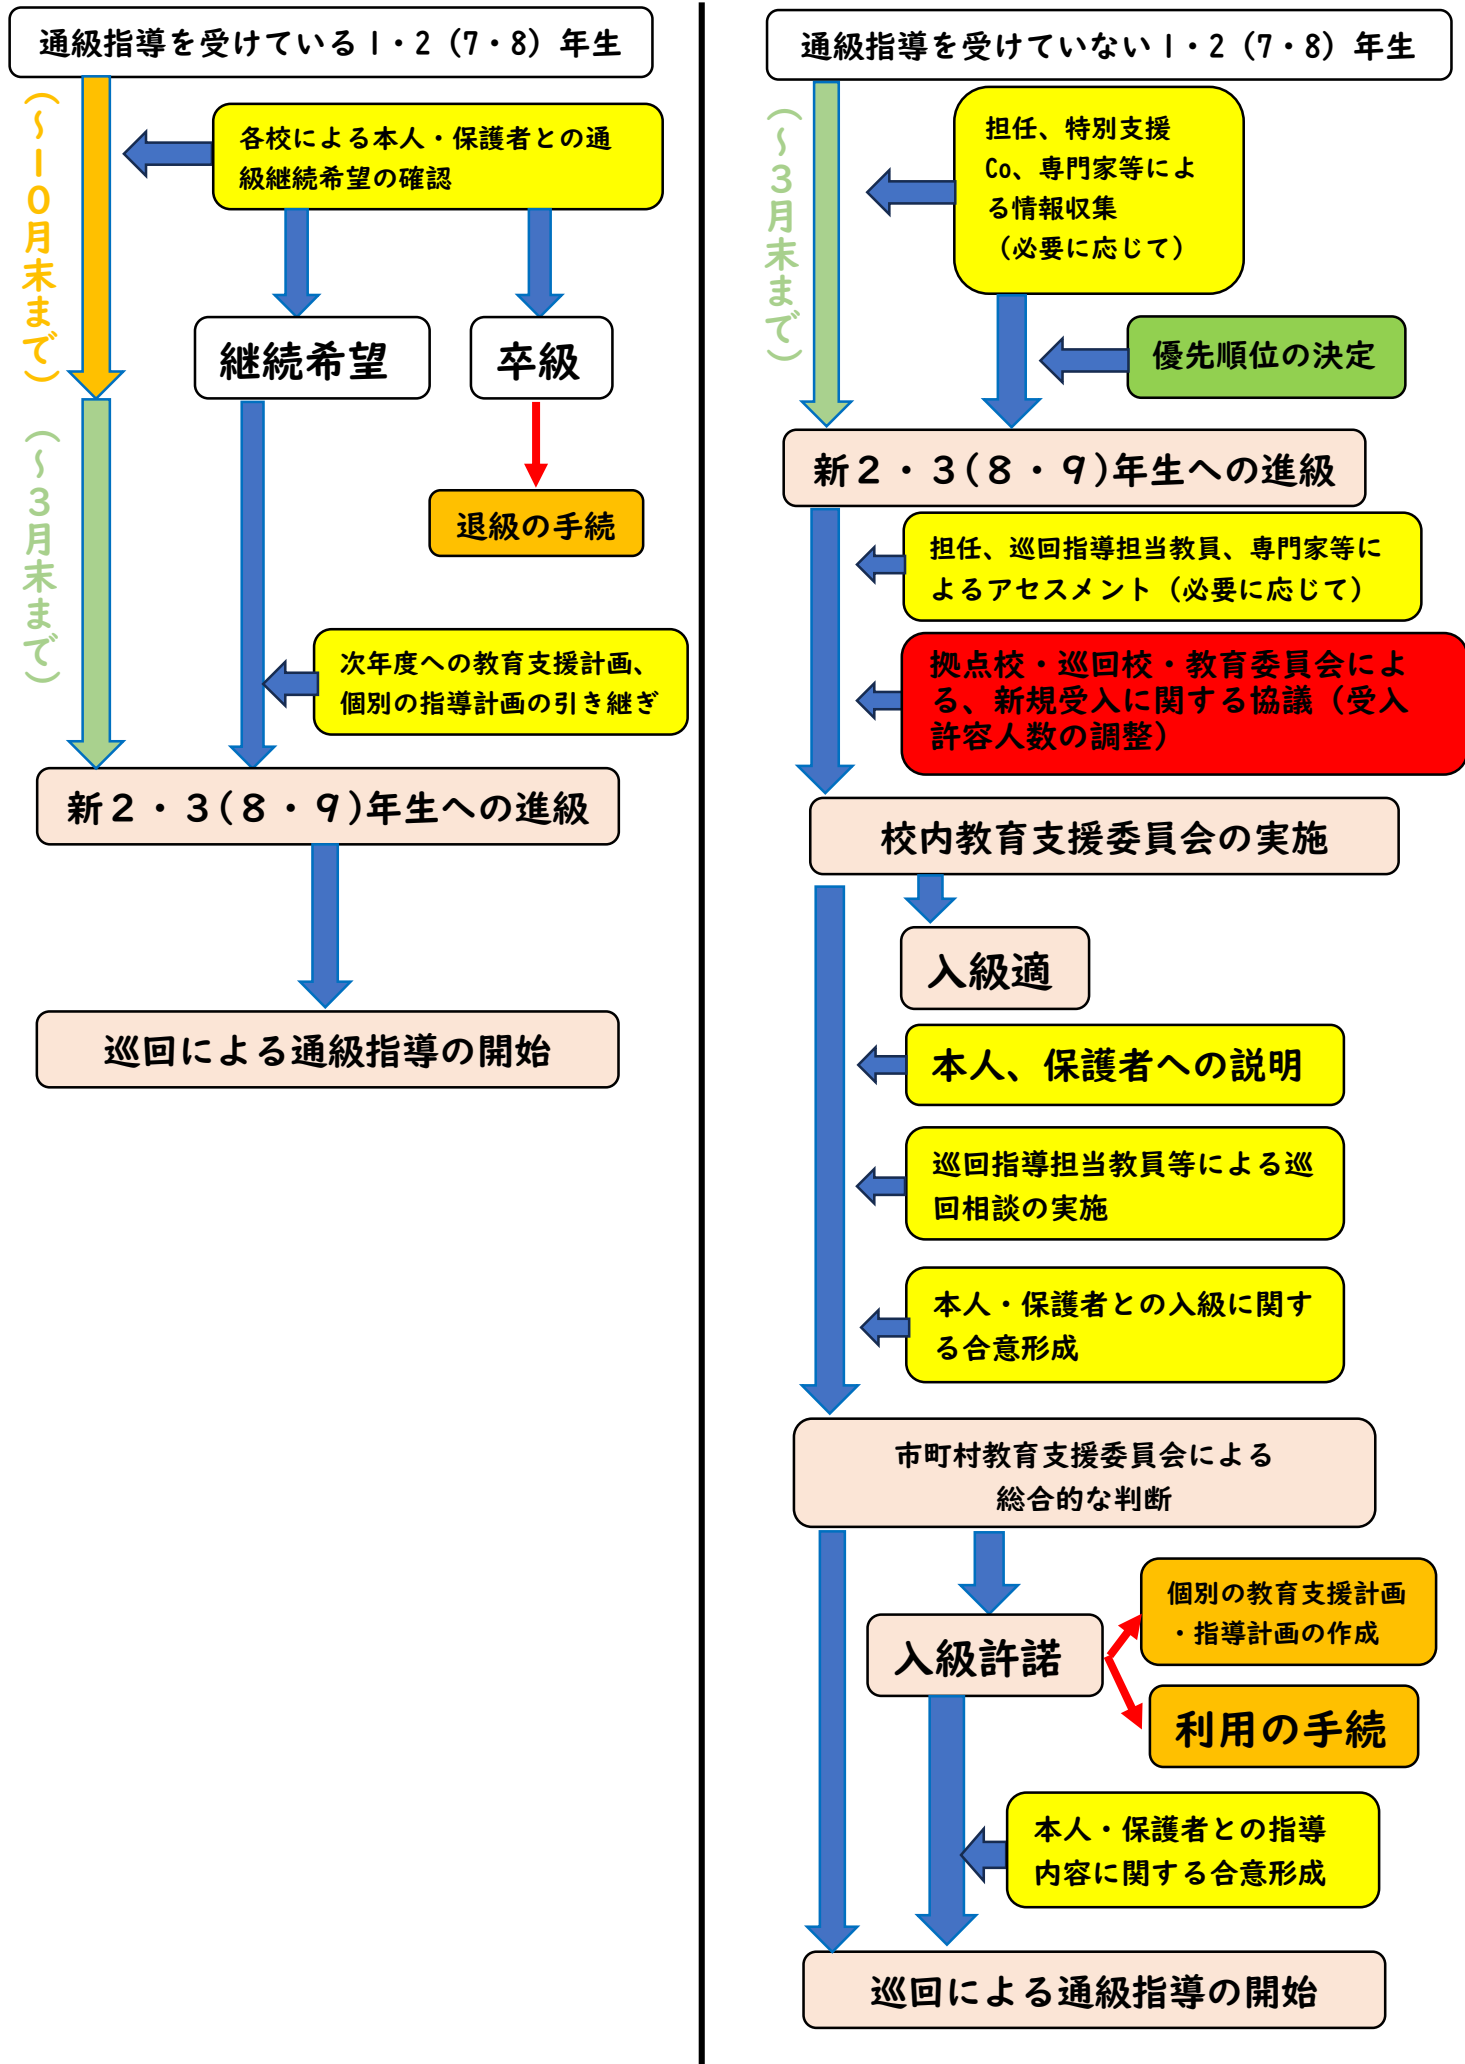 通級指導を受けている1・2（7・8）年生
（～10月末まで）
各校による本人・保護者との通
級継続希望の確認
継続希望
卒級
退級の手続
（～3月末まで）
次年度への教育支援計画、
個別の指導計画の引き継ぎ
新２・３(８・９)年生への進級
巡回による通級指導の開始
通級指導を受けていない1・2（7・8）年生
（～３月末まで）
担任、特別支援
Co、専門家等によ
る情報収集
（必要に応じて）
優先順位の決定
新２・３(８・９)年生への進級
担任、巡回指導担当教員、専門家等に
よるアセスメント（必要に応じて）
拠点校・巡回校・教育委員会によ
る、新規受入に関する協議（受入
許容人数の調整）
校内教育支援委員会の実施
入級適
本人、保護者への説明
巡回指導担当教員等による巡
回相談の実施
本人・保護者との入級に関す
る合意形成
市町村教育支援委員会による
総合的な判断
入級許諾
個別の教育支援計画
・指導計画の作成
利用の手続
本人・保護者との指導
内容に関する合意形成
巡回による通級指導の開始